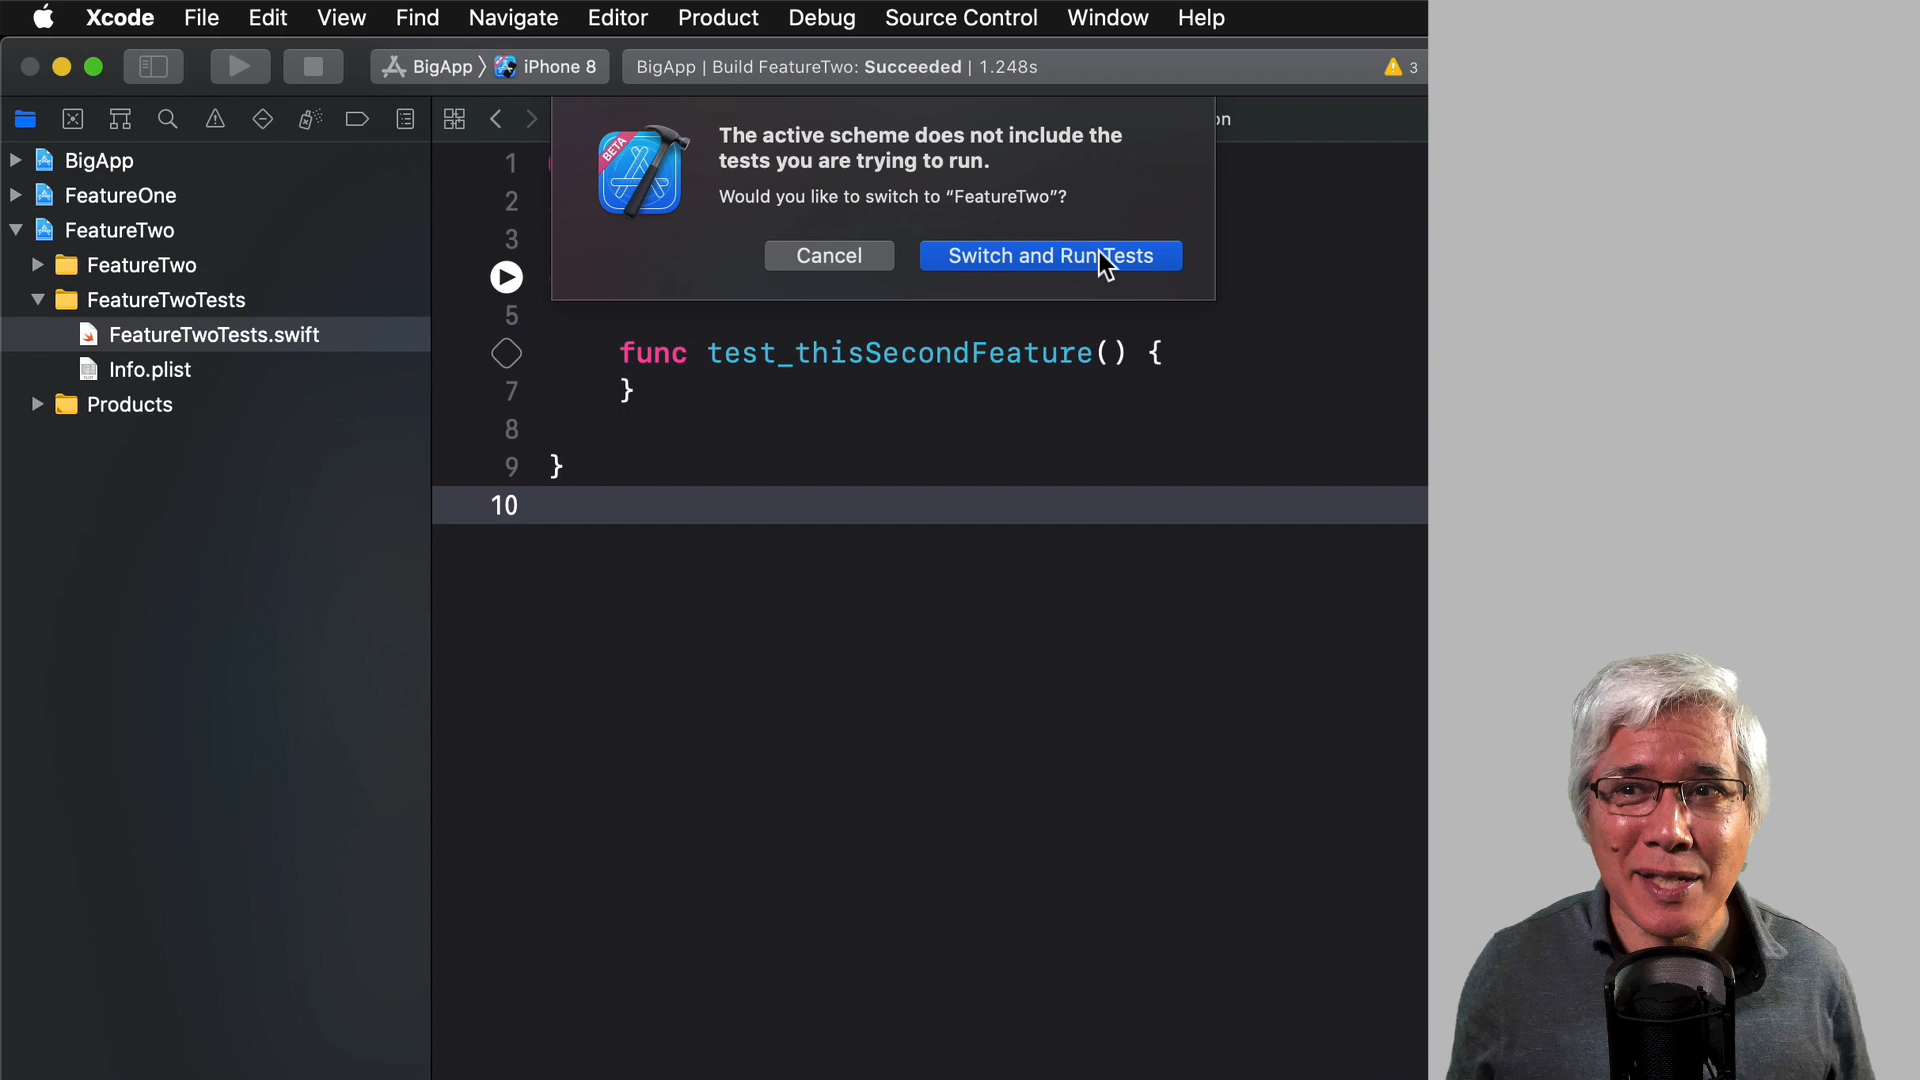 Xcode File Edit View Find Navigate Editor Product Debug Source Control Window Help
BigApp 〉 iPhone 8
BigApp | Build FeatureTwo: Succeeded | 1.248s
3
on
BigApp
FeatureOne
FeatureTwo
FeatureTwo
FeatureTwoTests
FeatureTwoTests.swift
Info.plist
Products
BETA
The active scheme does not include the
tests you are trying to run.
Would you like to switch to “FeatureTwo”?
Cancel
Switch and Run Tests
1
2
3
5
func test_thisSecondFeature() {
7 }
8
9 }
10